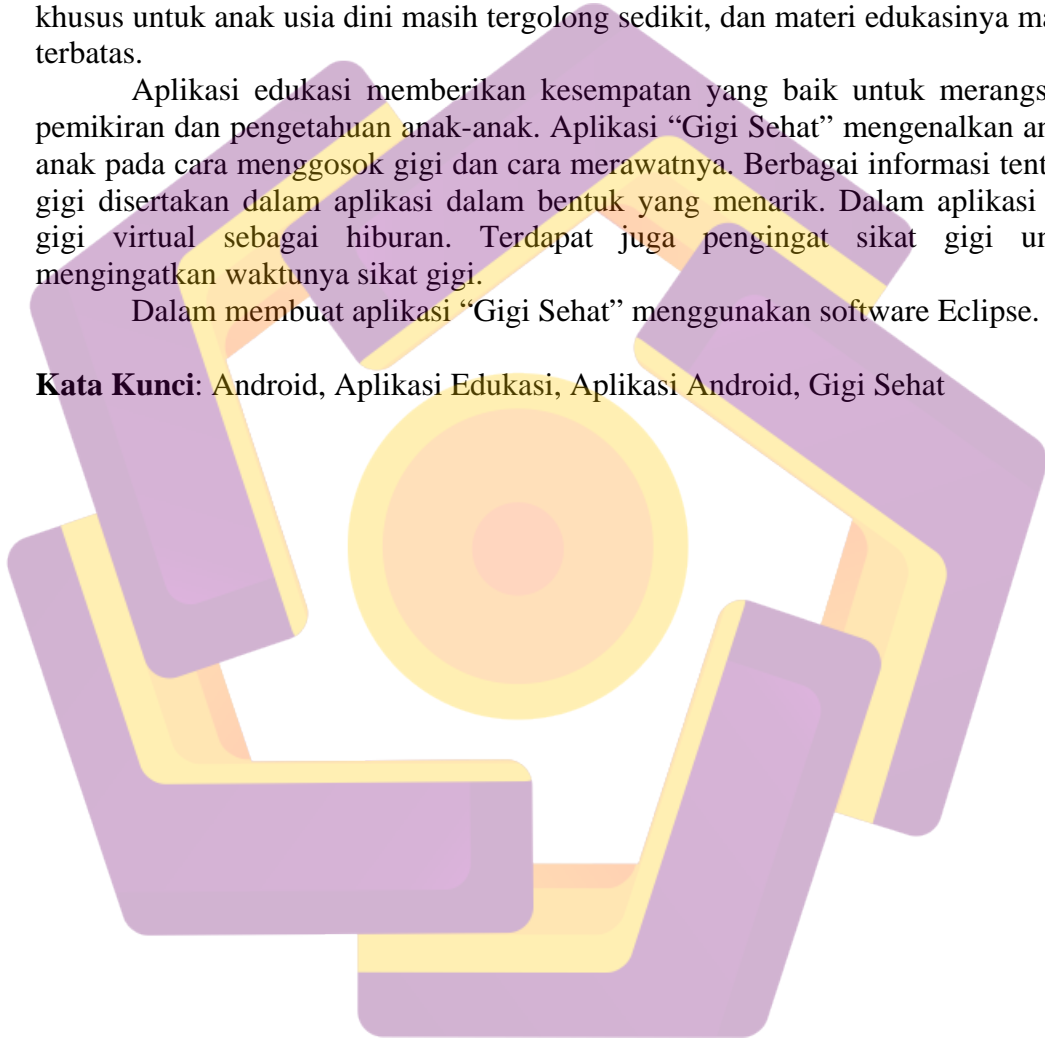 khusus untuk anak usia dini masih tergolong sedikit, dan materi edukasinya ma
terbatas.
Aplikasi edukasi memberikan kesempatan yang baik untuk merangs
pemikiran dan pengetahuan anak-anak. Aplikasi “Gigi Sehat” mengenalkan an
anak pada cara menggosok gigi dan cara merawatnya. Berbagai informasi tent
gigi disertakan dalam aplikasi dalam bentuk yang menarik. Dalam aplikasi
gigi virtual sebagai hiburan. Terdapat juga pengingat sikat gigi un
mengingatkan waktunya sikat gigi.
Dalam membuat aplikasi “Gigi Sehat” menggunakan software Eclipse.
Kata Kunci: Android, Aplikasi Edukasi, Aplikasi Android, Gigi Sehat